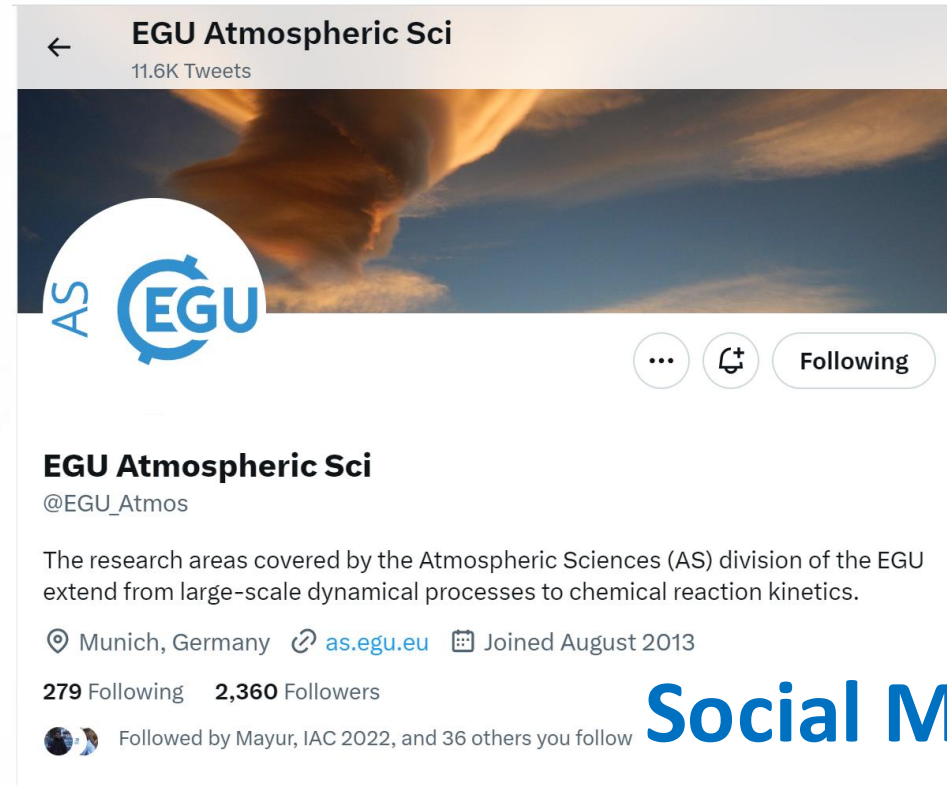 EGU Atmospheric Sci
11.6K Tweets
AS
EGU
Following
EGU Atmospheric Sci
@EGU_Atmos
The research areas covered by the Atmospheric Sciences (AS) division of the EGU
extend from large-scale dynamical processes to chemical reaction kinetics.
Munich, Germany as.egu.eu Joined August 2013
279 Following 2,360 Followers
Followed by Mayur, IAC 2022, and 36 others you follow
Social M